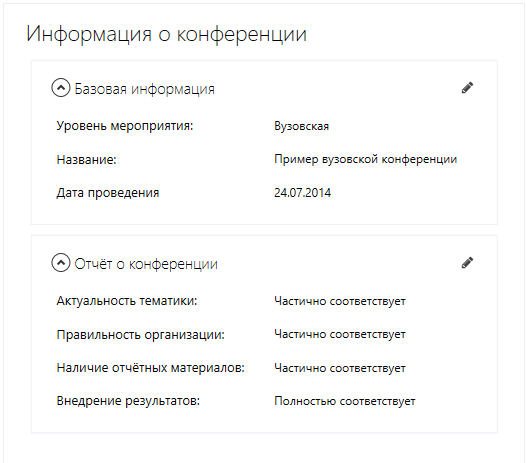 Информация о конференции
Базовая информация
Уровень мероприятия: Вузовская
Название: Пример вузовской конференции
Дата проведения 24.07.2014
Отчёт о конференции
Актуальность тематики: Частично соответствует
Правильность организации: Частично соответствует
Наличие отчётных материалов: Частично соответствует
Внедрение результатов: Полностью соответствует